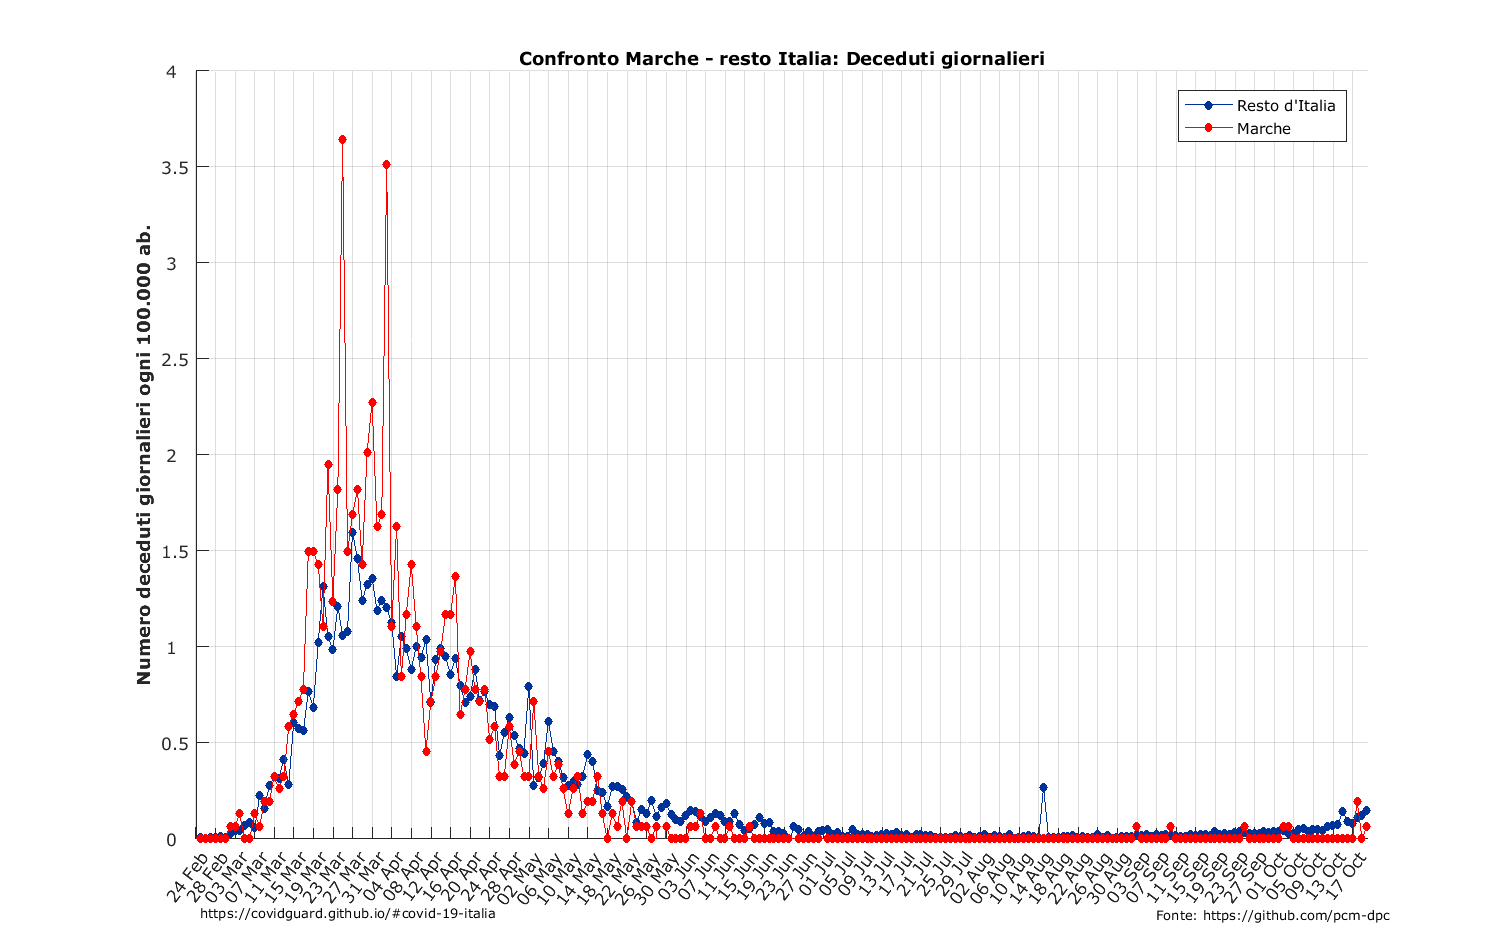 Confronto Marche - resto Italia: Deceduti giornalieri
Numero deceduti giornalieri ogni 100.000 ab.
4
3.5
3
2.5
2
1.5
1
0.5
0
Resto d'Italia
Marche
24 Feb
28 Feb
03 Mar
07 Mar
11 Mar
15 Mar
19 Mar
23 Mar
27 Mar
31 Mar
04 Apr
08 Apr
12 Apr
16 Apr
20 Apr
24 Apr
28 Apr
02 May
06 May
10 May
14 May
18 May
22 May
26 May
30 May
03 Jun
07 Jun
11 Jun
15 Jun
19 Jun
23 Jun
27 Jun
01 Jul
05 Jul
09 Jul
13 Jul
17 Jul
21 Jul
25 Jul
29 Jul
02 Aug
06 Aug
10 Aug
14 Aug
18 Aug
22 Aug
26 Aug
30 Aug
03 Sep
07 Sep
11 Sep
15 Sep
19 Sep
23 Sep
27 Sep
01 Oct
05 Oct
09 Oct
13 Oct
17 Oct
https://covidguard.github.io/#covid-19-italia
Fonte: https://github.com/pcm-dpc